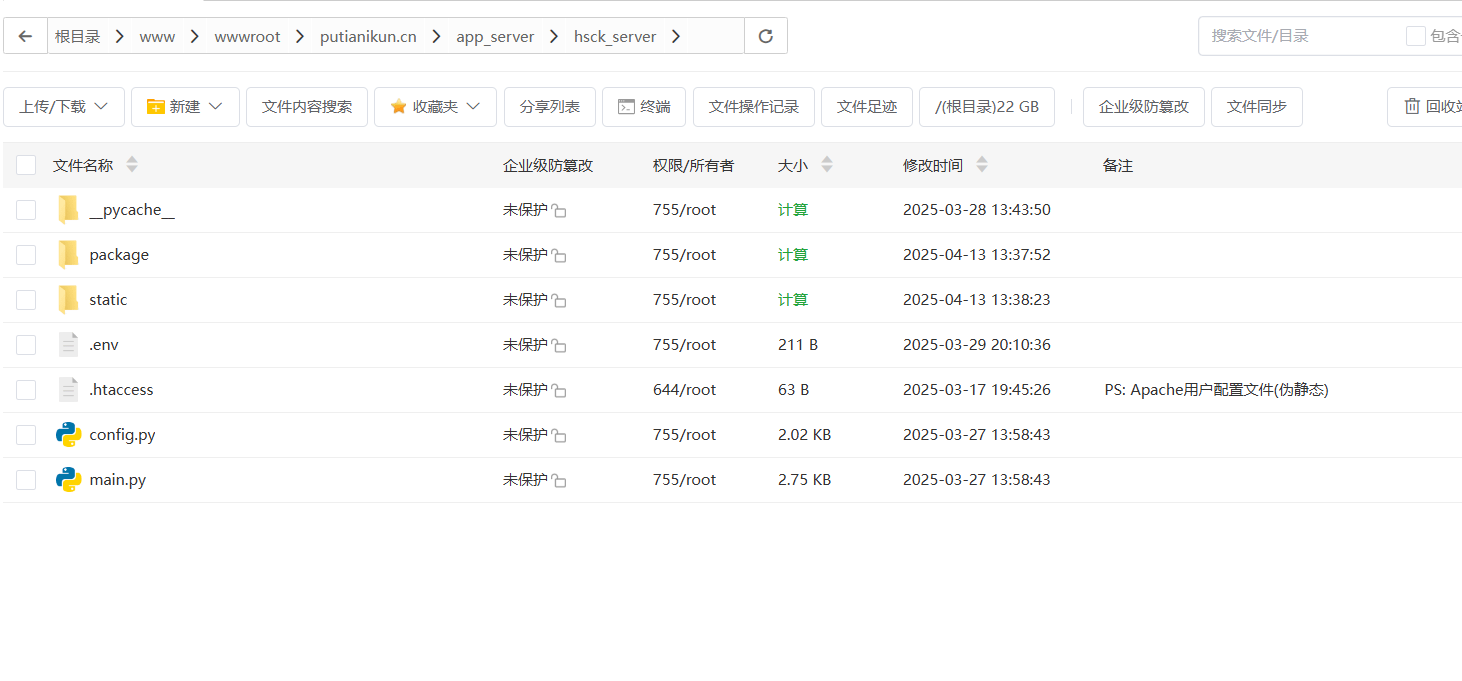 根目录 www wwwroot putianikun.cn app_server hsck_server 搜索文件/目录 包含
上传/下载 新建 文件内容搜索 收藏夹 分享列表 终端 文件操作记录 文件足迹 /(根目录)22 GB 企业级防篡改 文件同步 回收站
文件名称 企业级防篡改 权限/所有者 大小 修改时间 备注
__pycache__ 未保护 755/root 计算 2025-03-28 13:43:50
package 未保护 755/root 计算 2025-04-13 13:37:52
static 未保护 755/root 计算 2025-04-13 13:38:23
.env 未保护 755/root 211 B 2025-03-29 20:10:36
.htaccess 未保护 644/root 63 B 2025-03-17 19:45:26 PS: Apache用户配置文件(伪静态)
config.py 未保护 755/root 2.02 KB 2025-03-27 13:58:43
main.py 未保护 755/root 2.75 KB 2025-03-27 13:58:43